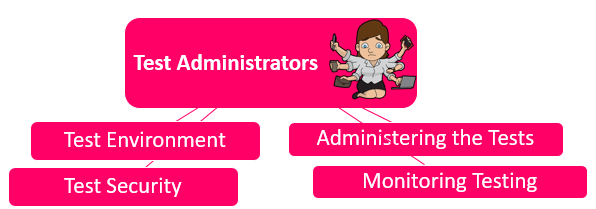 Test Administrators
Test Environment
Administering the Tests
Test Security
Monitoring Testing